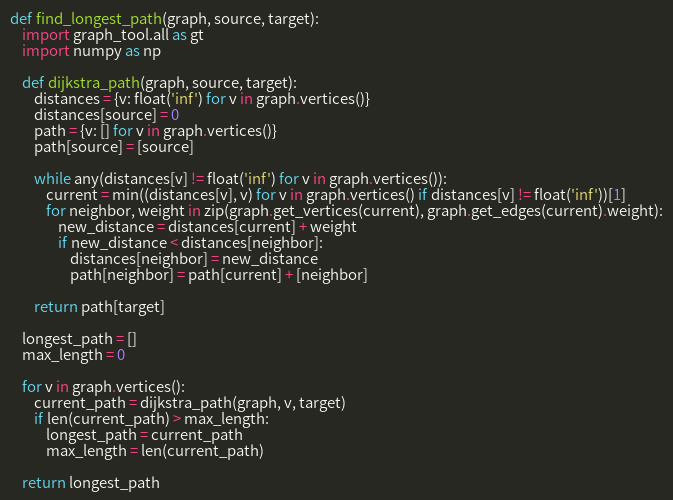 def find_longest_path(graph, source, target):
    import graph_tool.all as gt
    import numpy as np

    def dijkstra_path(graph, source, target):
        distances = {v: float('inf') for v in graph.vertices()}
        distances[source] = 0
        path = {v: [] for v in graph.vertices()}
        path[source] = [source]

        while any(distances[v] != float('inf') for v in graph.vertices()):
            current = min((distances[v], v) for v in graph.vertices() if distances[v] != float('inf'))[1]
            for neighbor, weight in zip(graph.get_vertices(current), graph.get_edges(current).weight):
                new_distance = distances[current] + weight
                if new_distance < distances[neighbor]:
                    distances[neighbor] = new_distance
                    path[neighbor] = path[current] + [neighbor]

        return path[target]

    longest_path = []
    max_length = 0

    for v in graph.vertices():
        current_path = dijkstra_path(graph, v, target)
        if len(current_path) > max_length:
            longest_path = current_path
            max_length = len(current_path)

    return longest_path